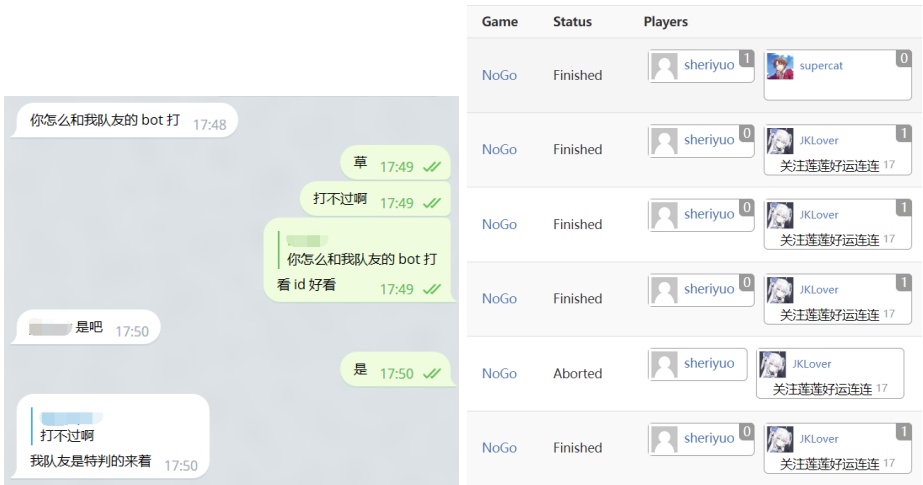 你怎么和我队友的 bot 打 17:48
草 17:49
打不过啊 17:49
你怎么和我队友的 bot 打
看 id 好看 17:49
是吧 17:50
是 17:50
打不过啊
我队友是特判的来着 17:50
Game Status Players
NoGo Finished sheriyuo 1 supercat 0
NoGo Finished sheriyuo 0 JKLover 1
关注莲莲好运连连 17
NoGo Finished sheriyuo 0 JKLover 1
关注莲莲好运连连 17
NoGo Finished sheriyuo 0 JKLover 1
关注莲莲好运连连 17
NoGo Aborted sheriyuo JKLover
关注莲莲好运连连 17
NoGo Finished sheriyuo 0 JKLover 1
关注莲莲好运连连 17